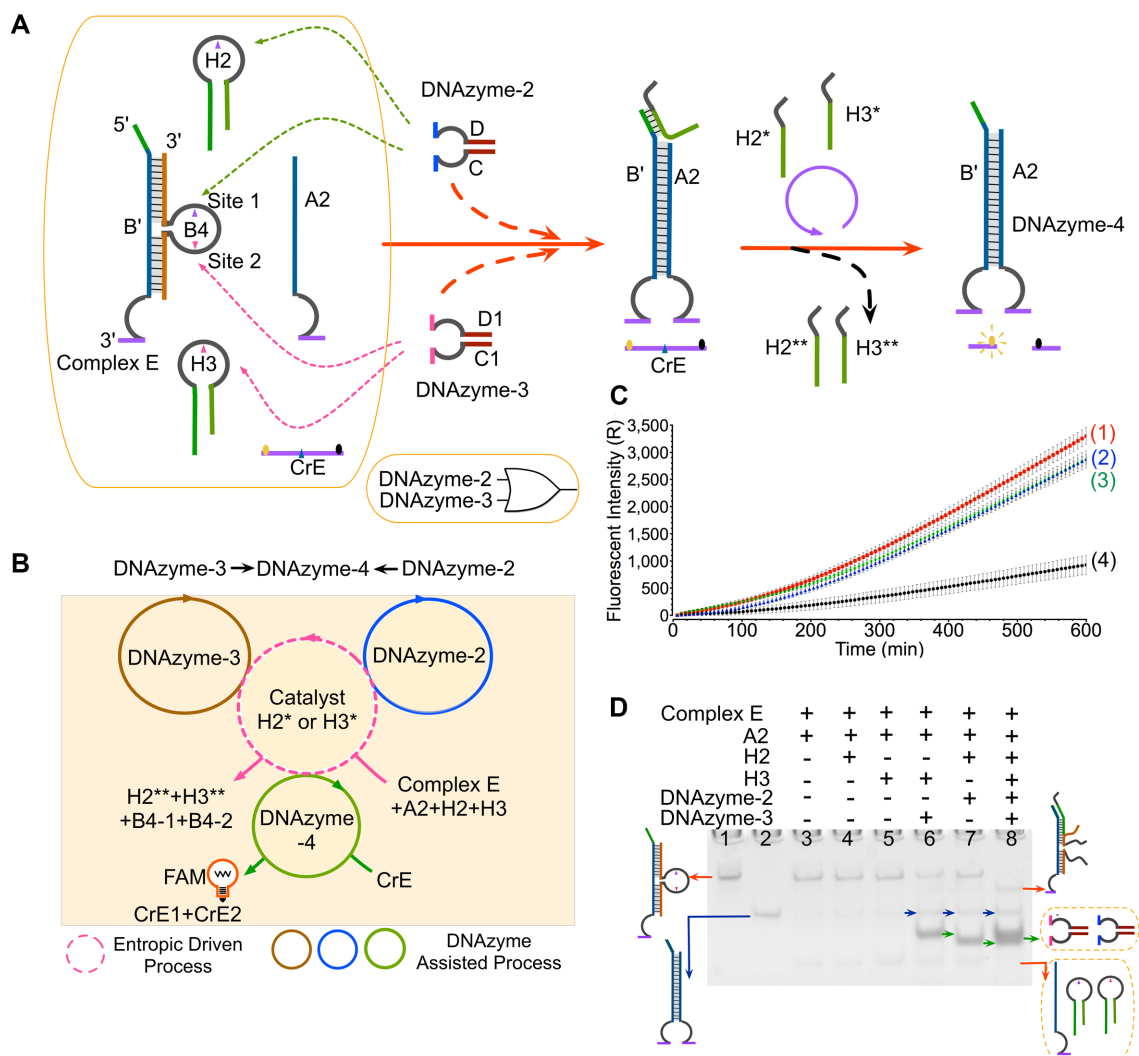 A
H2
DNAzyme-2
D
C
5'
3'
Site 1
B'
B4
Site 2
A2
3'
Complex E
H3
CrE
D1
C1
DNAzyme-3
DNAzyme-2
DNAzyme-3
B'
A2
CrE
H2*
H3*
H2**
H3**
B'
A2
DNAzyme-4
B
DNAzyme-3
DNAzyme-4
DNAzyme-2
DNAzyme-3
DNAzyme-2
Catalyst
H2* or H3*
H2**+H3**
+B4-1+B4-2
Complex E
+A2+H2+H3
DNAzyme
-4
FAM
CrE
CrE1+CrE2
Entropic Driven
Process
DNAzyme
Assisted Process
C
Fluorescent Intensity (R)
3,500
3,000
2,500
2,000
1,500
1,000
500
0
0 100 200 300 400 500 600
Time (min)
(1)
(2)
(3)
(4)
D
Complex E + + + + + +
A2 + + + + + +
H2 - + - - + +
H3 - - + + - +
DNAzyme-2 - - - - + +
DNAzyme-3 - - - + - +
1 2 3 4 5 6 7 8